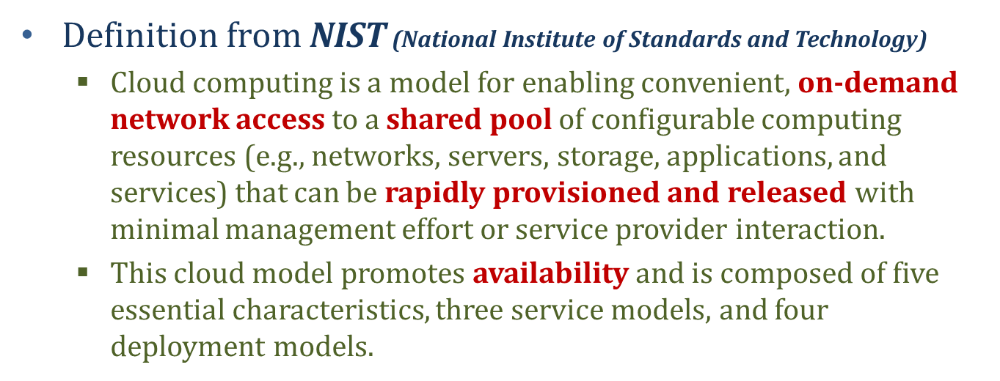 • Definition from NIST (National Institute of Standards and Technology)
▪ Cloud computing is a model for enabling convenient, on-demand
network access to a shared pool of configurable computing
resources (e.g., networks, servers, storage, applications, and
services) that can be rapidly provisioned and released with
minimal management effort or service provider interaction.
▪ This cloud model promotes availability and is composed of five
essential characteristics, three service models, and four
deployment models.